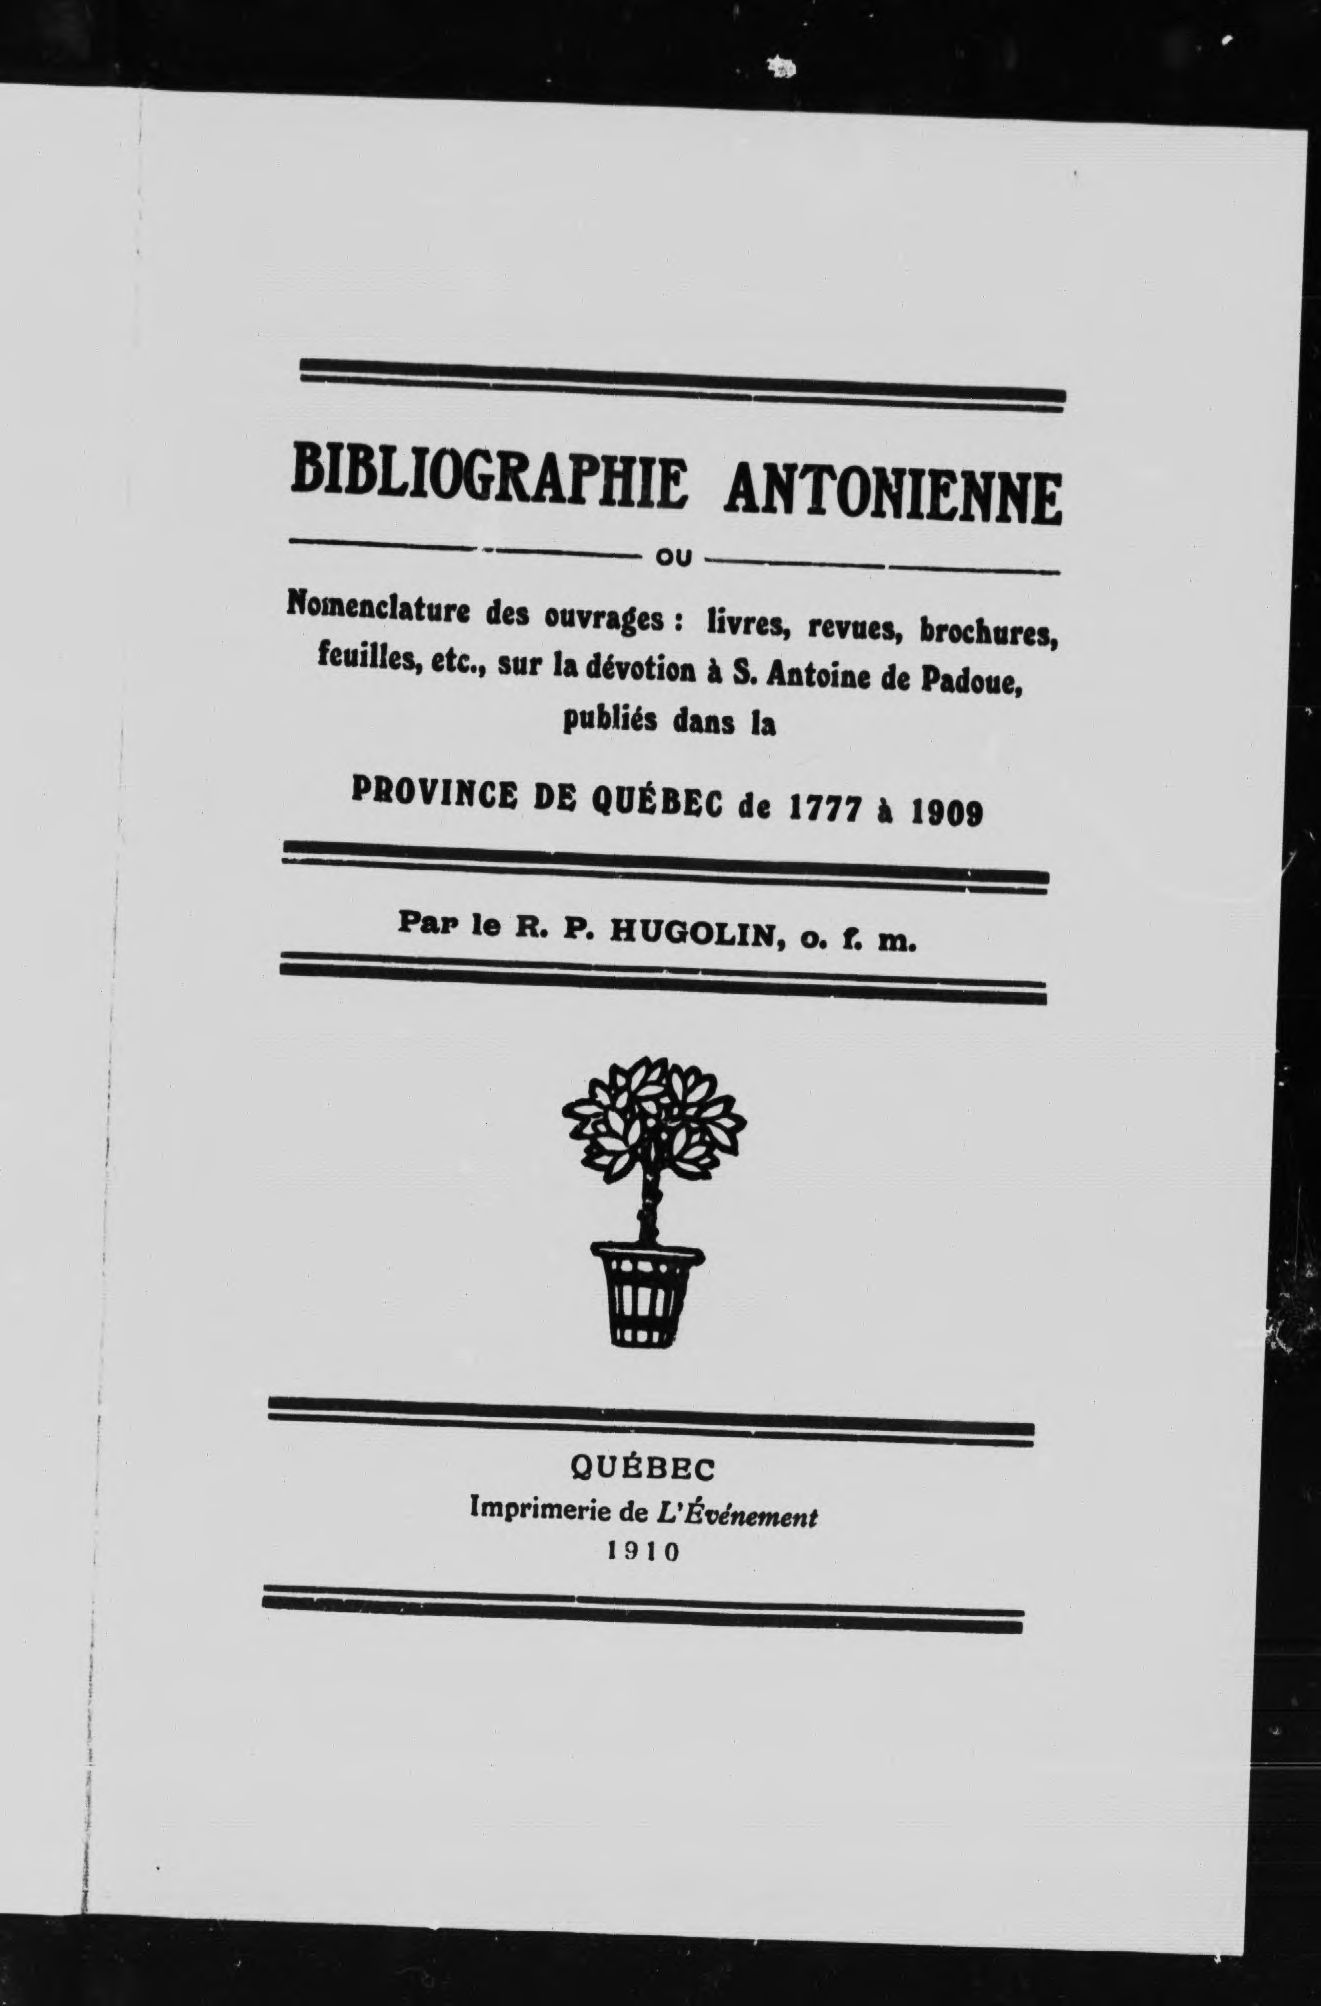 BIBLIOGRAPHIE ANTONIENNE
OU
Nomenclature des ouvrages : livres, revues, brochures,
feuilles, etc., sur la dévotion à S. Antoine de Padoue,
publiés dans la
PROVINCE DE QUÉBEC de 1777 à 1909
Par le R. P. HUGOLIN, o. f. m.
QUÉBEC
Imprimerie de L'Événement
1910